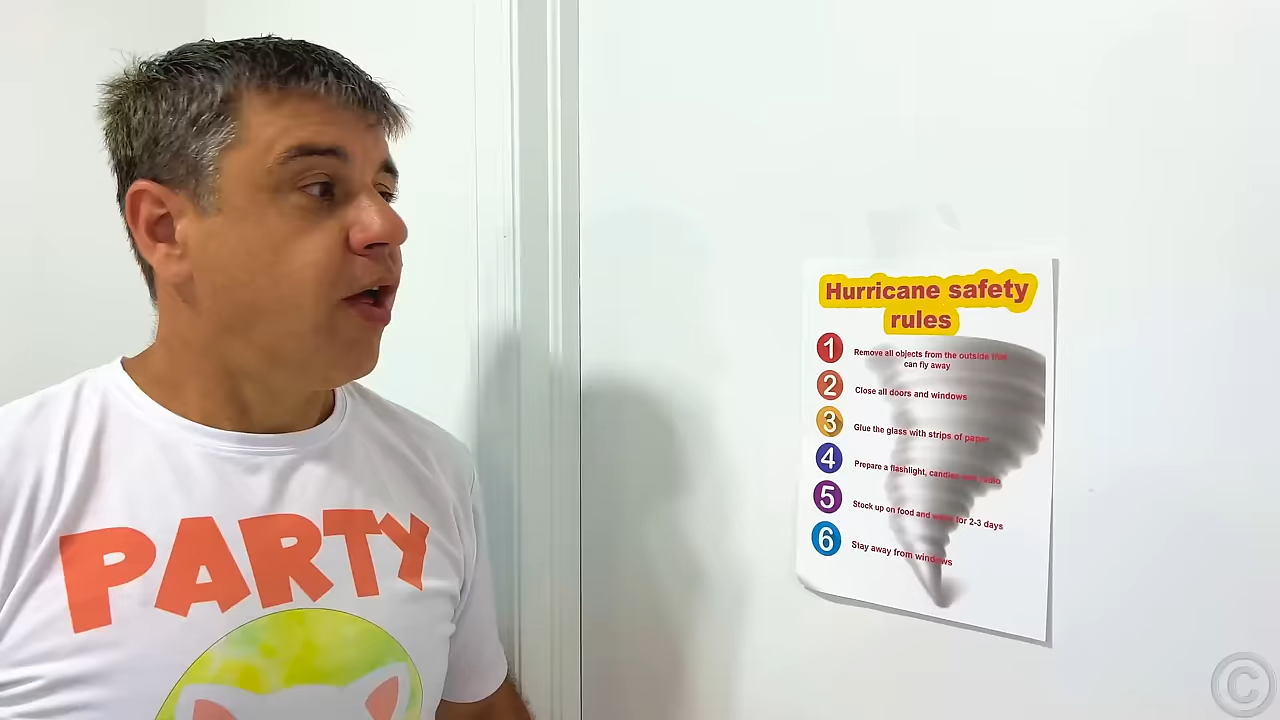 PARTY
Hurricane safety
rules
1 Remove all objects from the outside that
can fly away
2 Close all doors and windows
3 Glue the glass with strips of paper
4 Prepare a flashlight, candles and radio
5 Stock up on food and water for 2-3 days
6 Stay away from windows
©